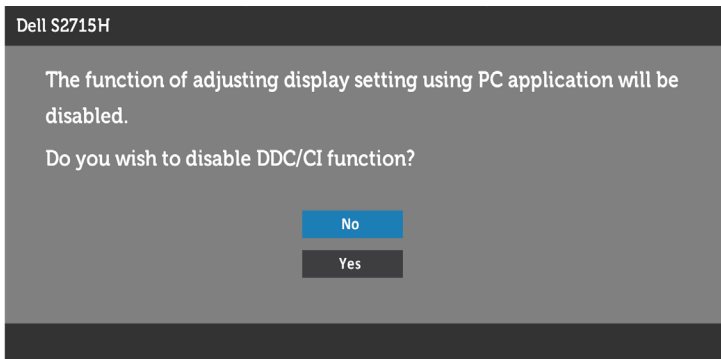 Dell S2715H
The function of adjusting display setting using PC application will be
disabled.
Do you wish to disable DDC/CI function?
No
Yes